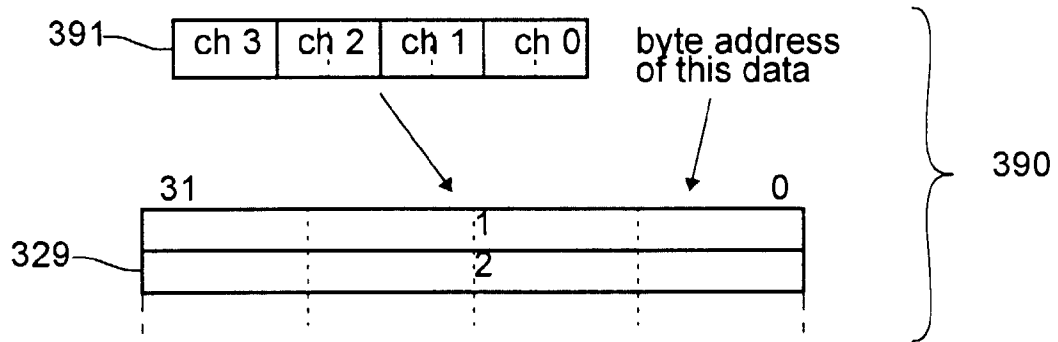 391 ch 3 ch 2 ch 1 ch 0 byte address
of this data
390
31 0
1
329 2